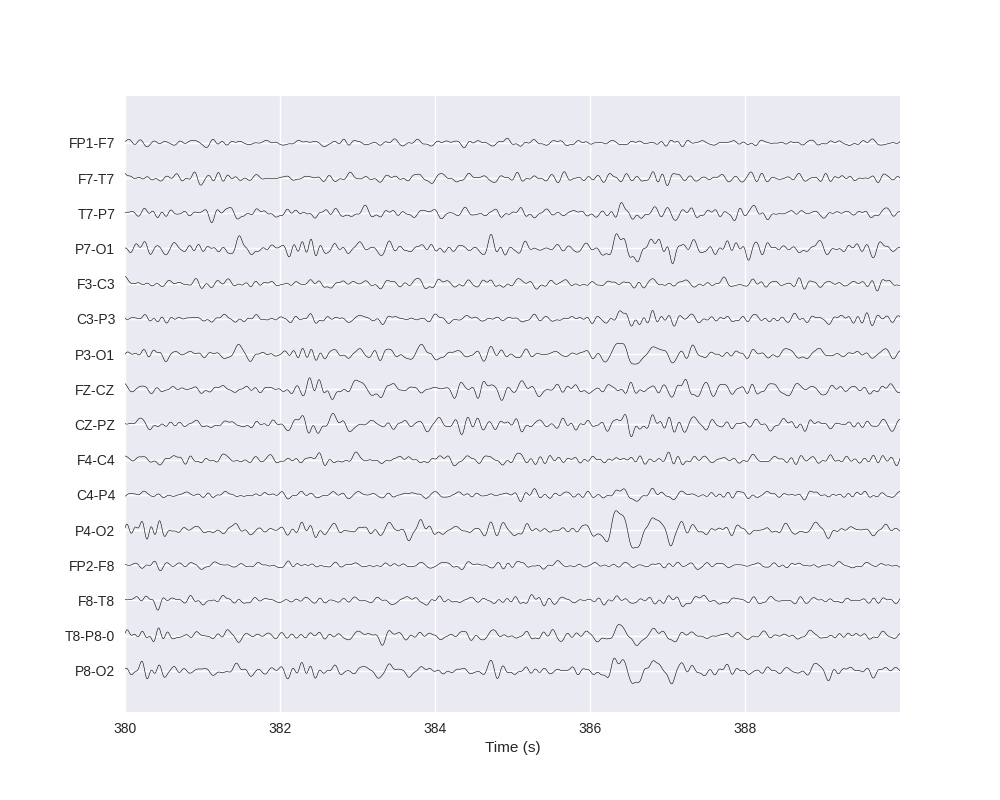 FP1-F7
F7-T7
T7-P7
P7-O1
F3-C3
C3-P3
P3-O1
FZ-CZ
CZ-PZ
F4-C4
C4-P4
P4-O2
FP2-F8
F8-T8
T8-P8-0
P8-O2
380 382 384 386 388
Time (s)